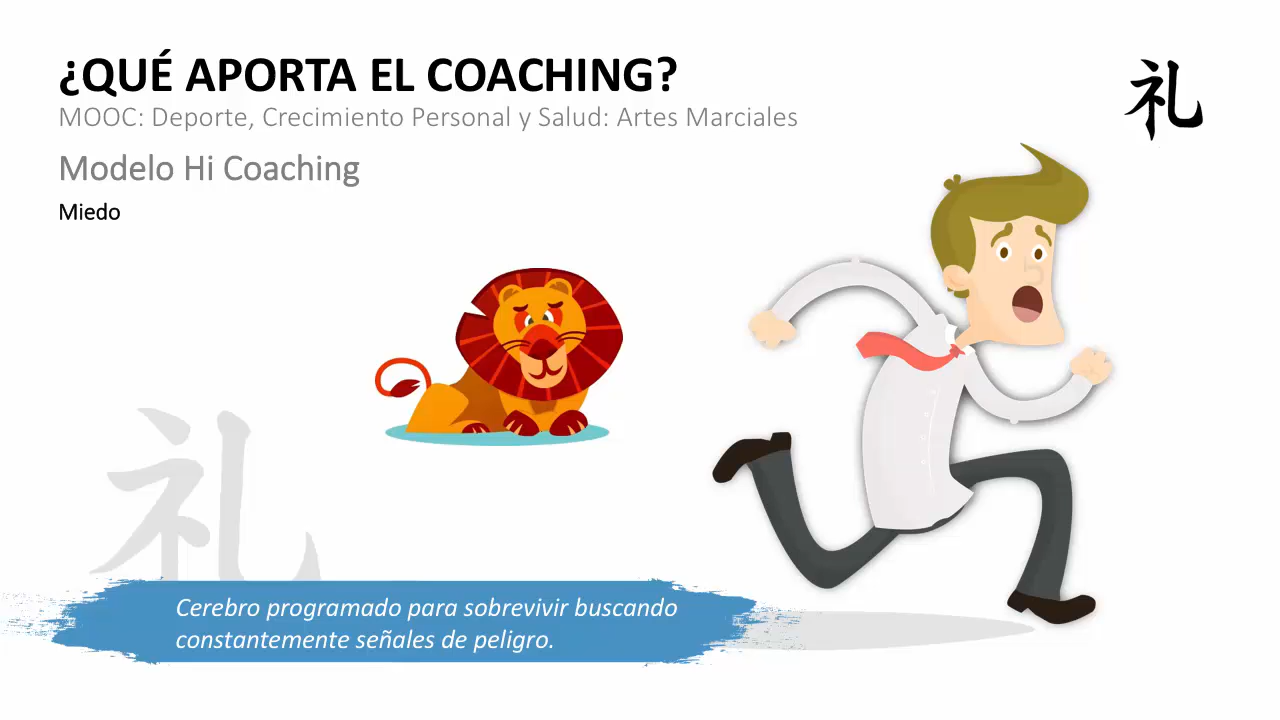 ¿QUÉ APORTA EL COACHING?
MOOC: Deporte, Crecimiento Personal y Salud: Artes Marciales
礼
Modelo Hi Coaching
Miedo
礼
Cerebro programado para sobrevivir buscando
constantemente señales de peligro.